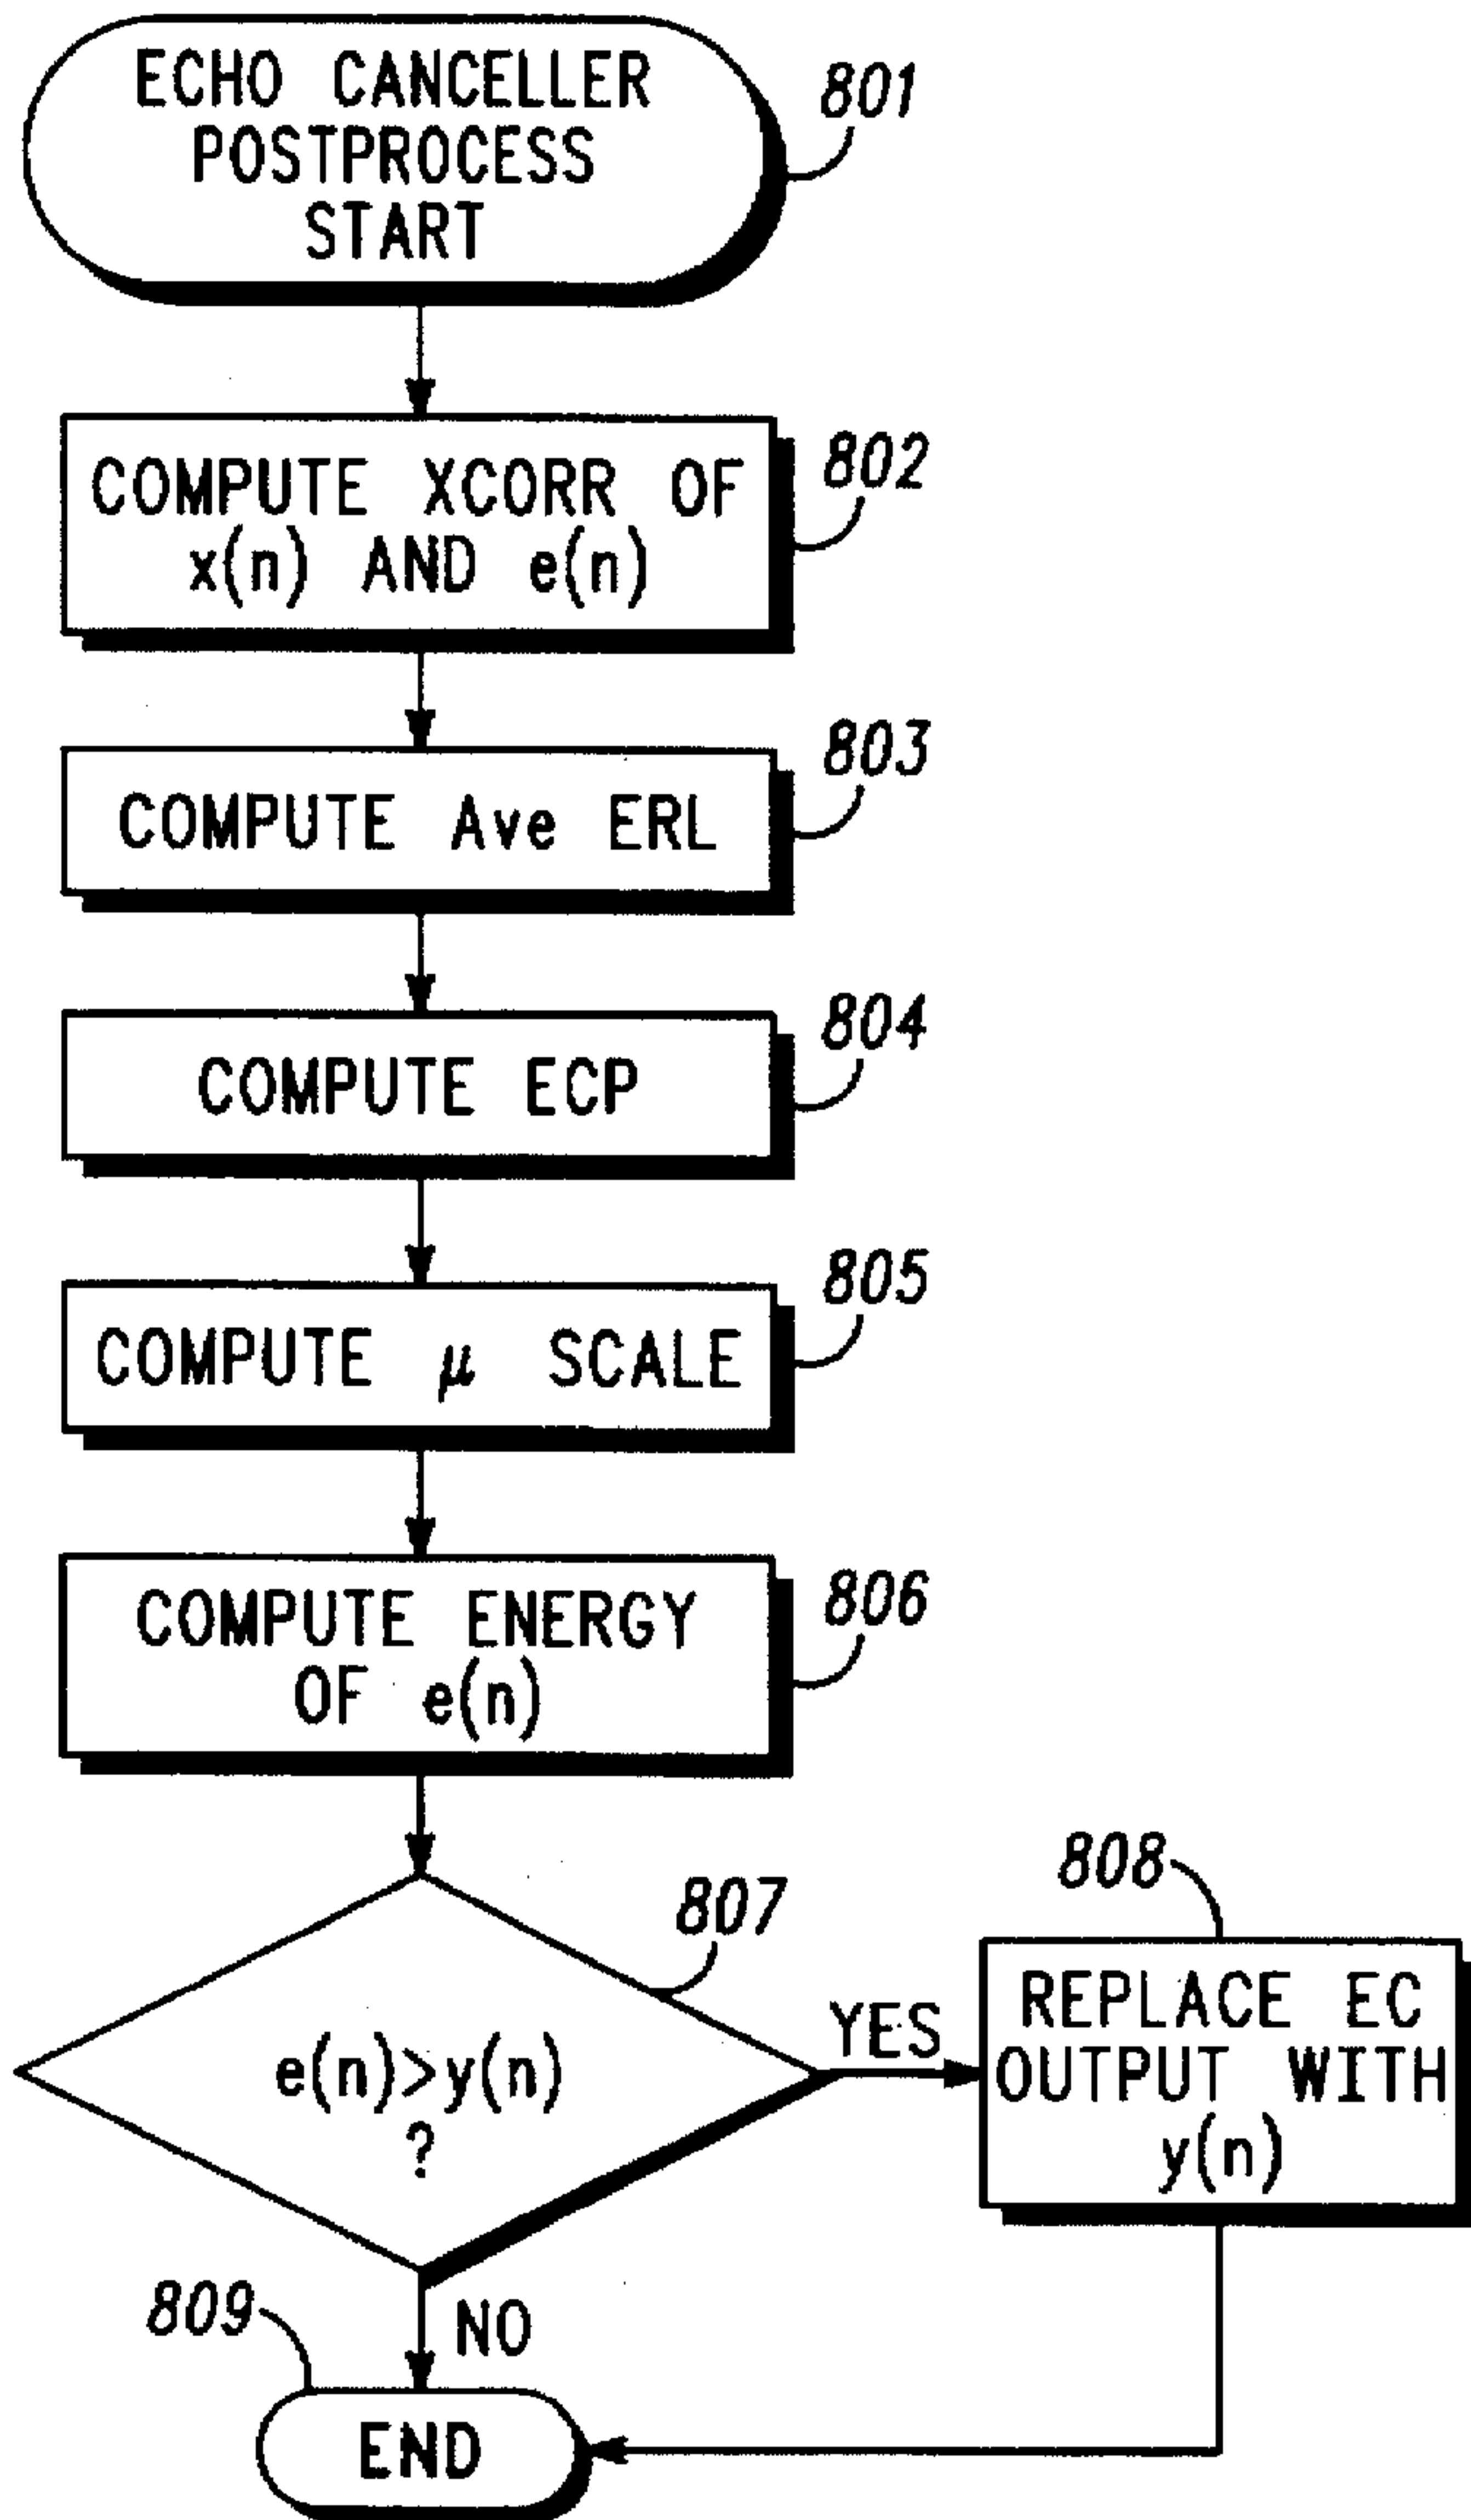 ECHO CANCELLER
POSTPROCESS
START
801
COMPUTE XCORR OF
x(n) AND e(n)
802
COMPUTE Ave ERL
803
COMPUTE ECP
804
COMPUTE μ SCALE
805
COMPUTE ENERGY
OF e(n)
806
807
e(n)>y(n)
?
YES
808
REPLACE EC
OUTPUT WITH
y(n)
NO
809
END